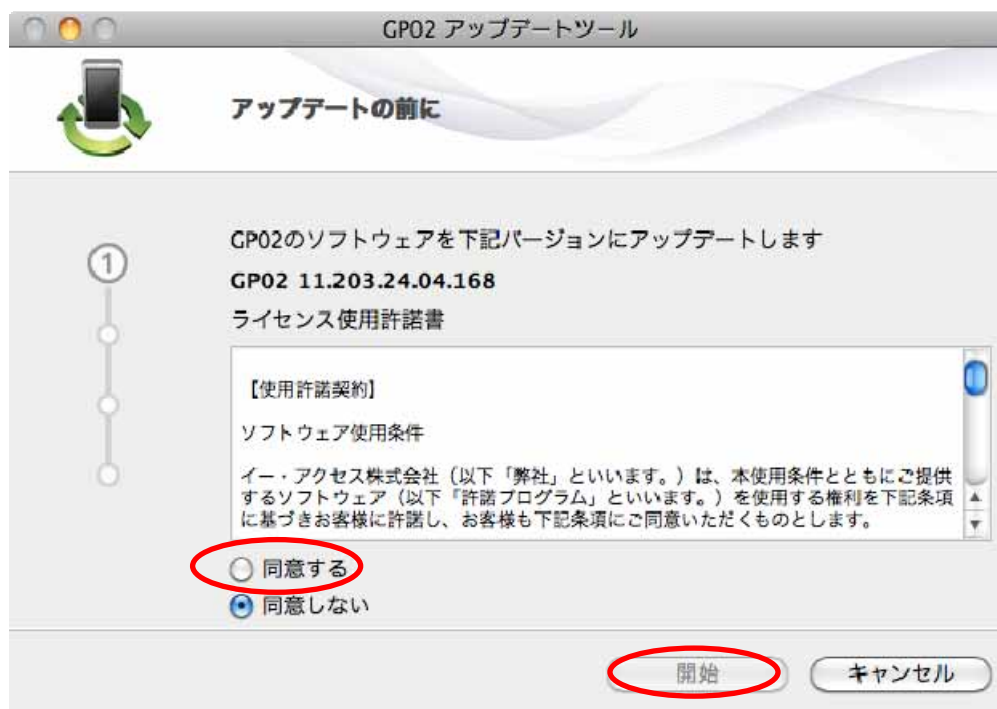 GP02 アップデートツール
アップデートの前に
①
GP02のソフトウェアを下記バージョンにアップデートします
GP02 11.203.24.04.168
ライセンス使用許諾書
【使用許諾契約】
ソフトウェア使用条件
イー・アクセス株式会社（以下「弊社」といいます。）は、本使用条件とともにご提供
するソフトウェア（以下「許諾プログラム」といいます。）を使用する権利を下記条項
に基づきお客様に許諾し、お客様も下記条項にご同意いただくものとします。
同意する
同意しない
開始 キャンセル